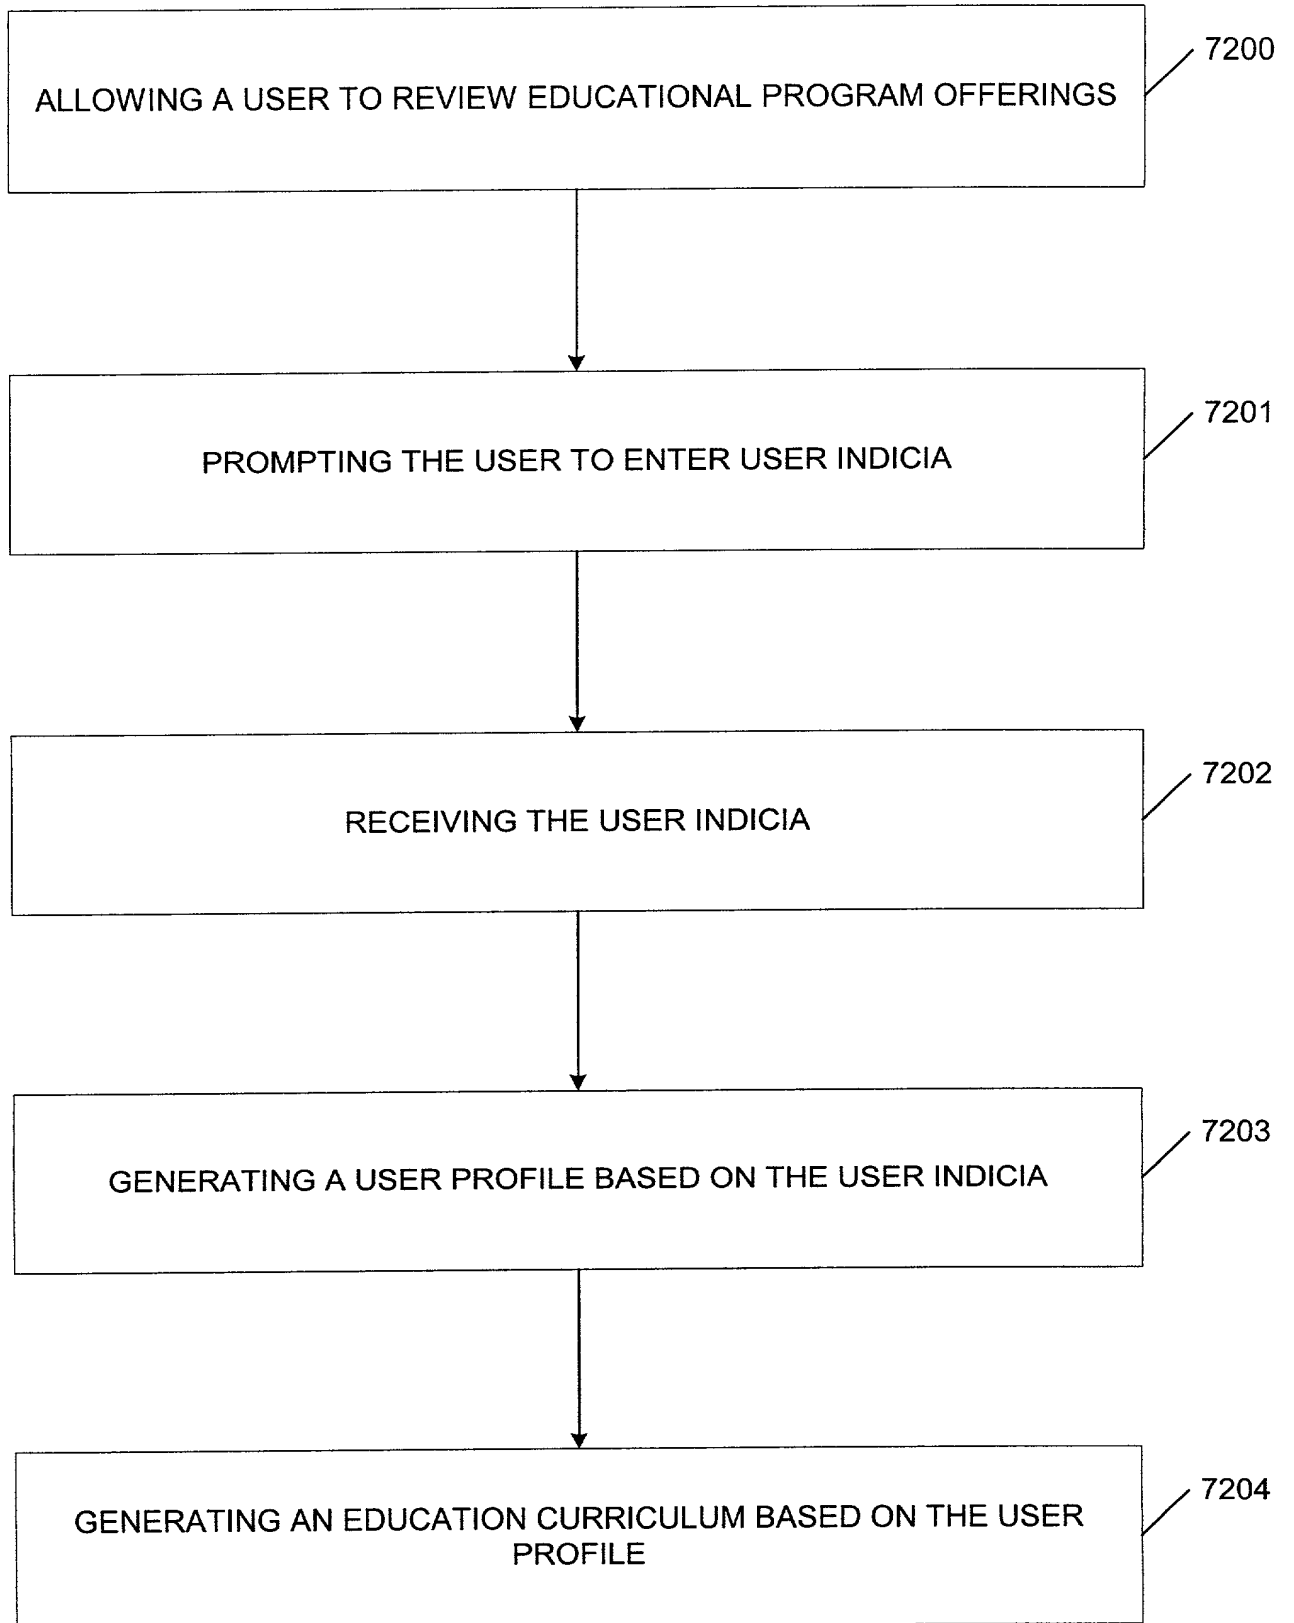 7200
ALLOWING A USER TO REVIEW EDUCATIONAL PROGRAM OFFERINGS
7201
PROMPTING THE USER TO ENTER USER INDICIA
7202
RECEIVING THE USER INDICIA
7203
GENERATING A USER PROFILE BASED ON THE USER INDICIA
7204
GENERATING AN EDUCATION CURRICULUM BASED ON THE USER
PROFILE